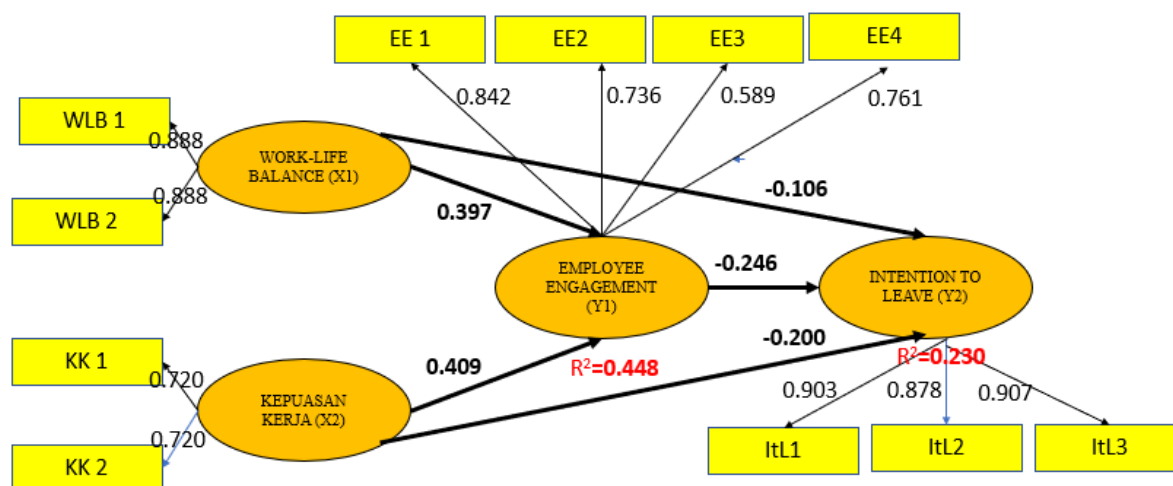 EE 1
EE2
EE3
EE4
0.842
0.736
0.589
0.761
WLB 1
0.888
WORK-LIFE
BALANCE (X1)
0.888
WLB 2
-0.106
0.397
EMPLOYEE
ENGAGEMENT
(Y1)
-0.246
INTENTION TO
LEAVE (Y2)
-0.200
KK 1
0.720
0.409
R²=0.448
R²=0.230
KEPUASAN
KERJA (X2)
0.720
KK 2
0.903
0.878
0.907
ItL1
ItL2
ItL3